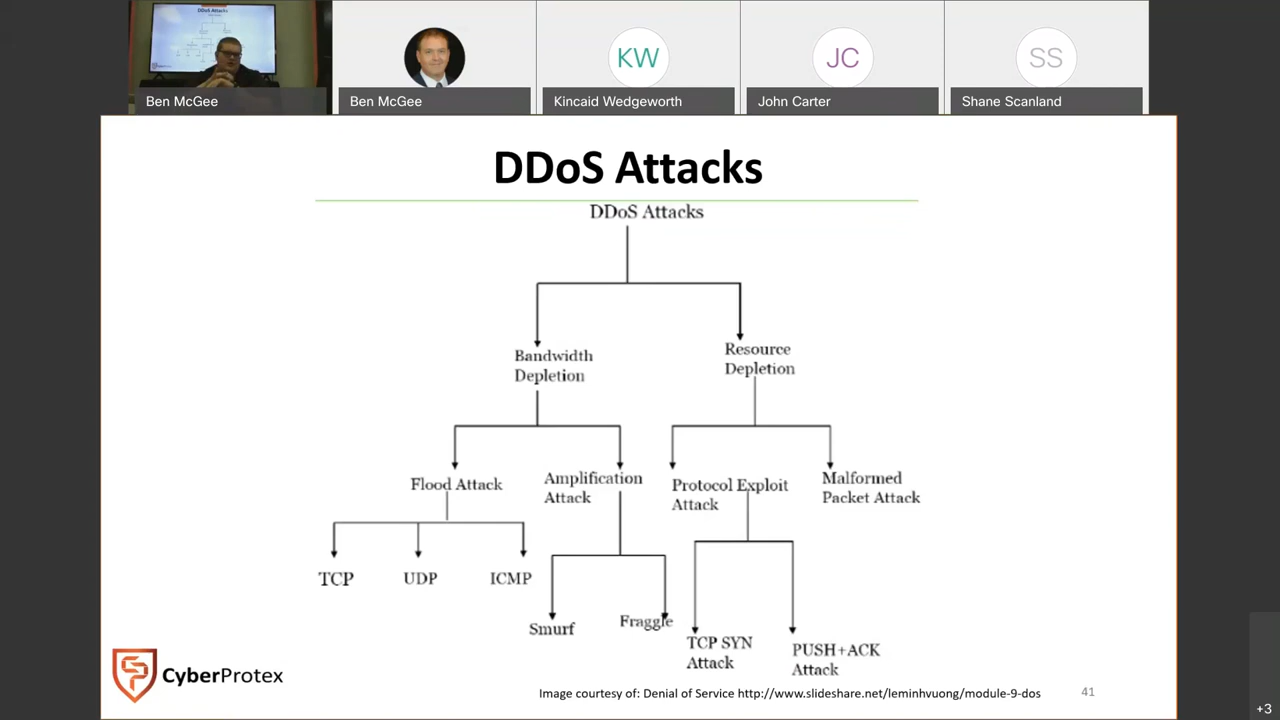 DDoS Attacks
KW
JC
SS
Ben McGee
Ben McGee
Kincaid Wedgeworth
John Carter
Shane Scanland
DDoS Attacks
DDoS Attacks
Bandwidth
Depletion
Resource
Depletion
Flood Attack
Amplification
Attack
Protocol Exploit
Attack
Malformed
Packet Attack
TCP
UDP
ICMP
Smurf
Fraggle
TCP SYN
Attack
PUSH+ACK
Attack
CyberProtex
Image courtesy of: Denial of Service http://www.slideshare.net/leminhvuong/module-9-dos
41
+3